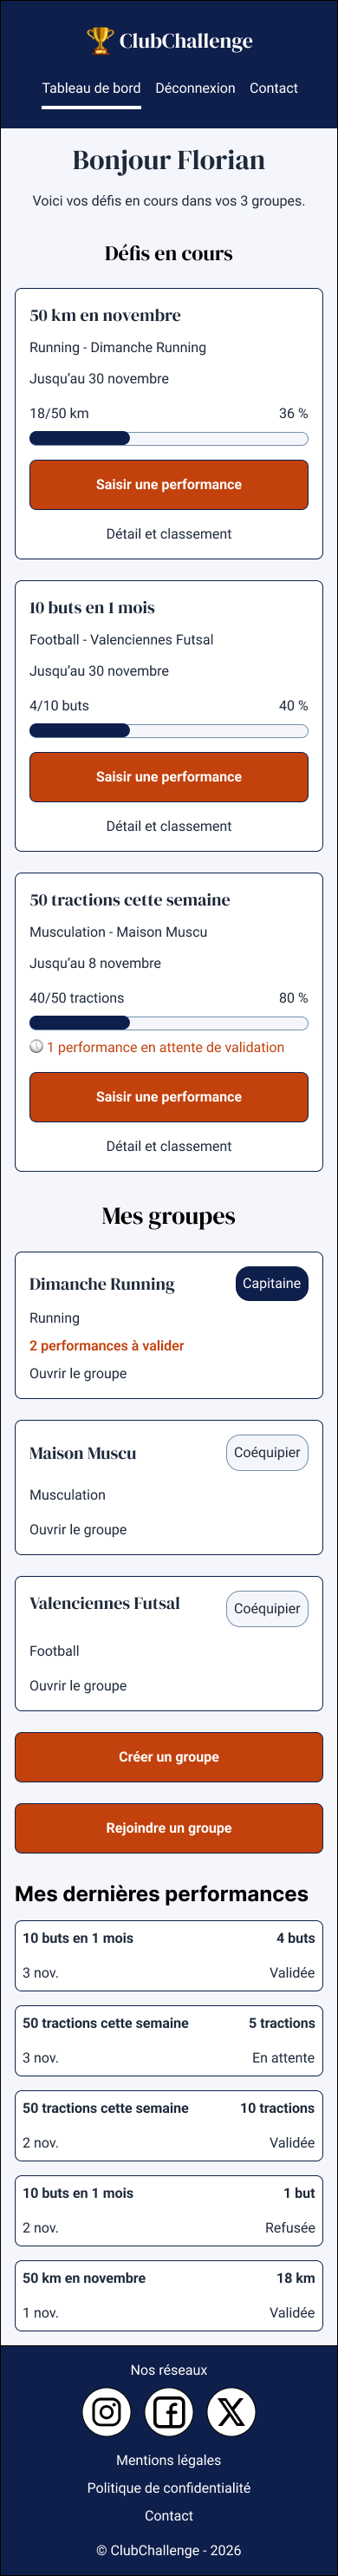 ClubChallenge
Tableau de bord Déconnexion Contact
Bonjour Florian
Voici vos défis en cours dans vos 3 groupes.
Défis en cours
50 km en novembre
Running - Dimanche Running
Jusqu’au 30 novembre
18/50 km 36 %
Saisir une performance
Détail et classement
10 buts en 1 mois
Football - Valenciennes Futsal
Jusqu’au 30 novembre
4/10 buts 40 %
Saisir une performance
Détail et classement
50 tractions cette semaine
Musculation - Maison Muscu
Jusqu’au 8 novembre
40/50 tractions 80 %
1 performance en attente de validation
Saisir une performance
Détail et classement
Mes groupes
Dimanche Running Capitaine
Running
2 performances à valider
Ouvrir le groupe
Maison Muscu Coéquipier
Musculation
Ouvrir le groupe
Valenciennes Futsal Coéquipier
Football
Ouvrir le groupe
Créer un groupe
Rejoindre un groupe
Mes dernières performances
10 buts en 1 mois 4 buts
3 nov. Validée
50 tractions cette semaine 5 tractions
3 nov. En attente
50 tractions cette semaine 10 tractions
2 nov. Validée
10 buts en 1 mois 1 but
2 nov. Refusée
50 km en novembre 18 km
1 nov. Validée
Nos réseaux
Mentions légales
Politique de confidentialité
Contact
© ClubChallenge - 2026